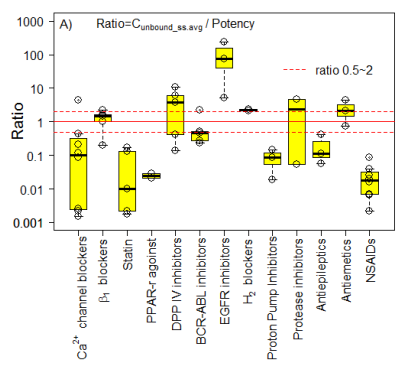 A) Ratio=Cunbound_ss.avg / Potency
ratio 0.5~2
Ratio
1000
100
10
1
0.1
0.01
0.001
Ca2+ channel blockers
β1 blockers
Statin
PPAR-r agoinst
DPP IV inhibitors
BCR-ABL inhibitors
EGFR inhibitors
H2 blockers
Proton Pump Inhibitors
Protease inhibitors
Antiepileptics
Antiemetics
NSAIDs